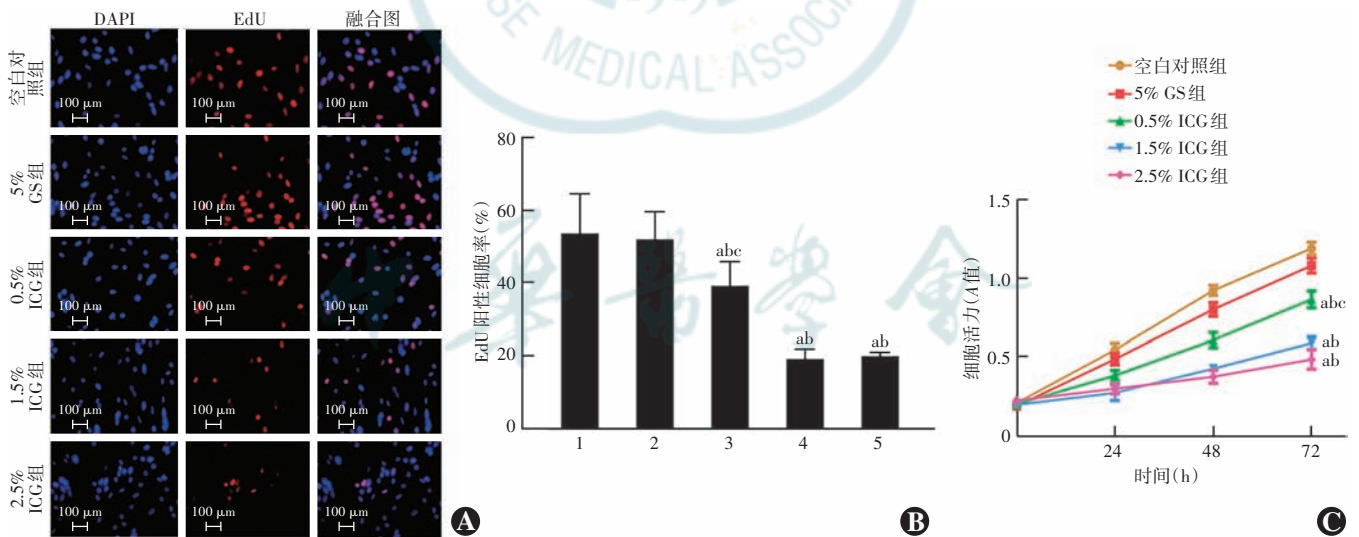 DAPI EdU 融合图
空白对
照组
100 μm 100 μm 100 μm
5%
GS组
100 μm 100 μm 100 μm
0.5%
ICG组
100 μm 100 μm 100 μm
1.5%
ICG组
100 μm 100 μm 100 μm
2.5%
ICG组
100 μm 100 μm 100 μm
A
SE MEDICAL ASSOCI
華醫學會
EdU阳性细胞率(%)
80
60
40
20
0
abc
ab
ab
1 2 3 4 5
B
空白对照组
5% GS组
0.5% ICG组
1.5% ICG组
2.5% ICG组
细胞活力(A值)
1.5
1.0
0.5
0
abc
ab
ab
24 48 72
时间(h)
C